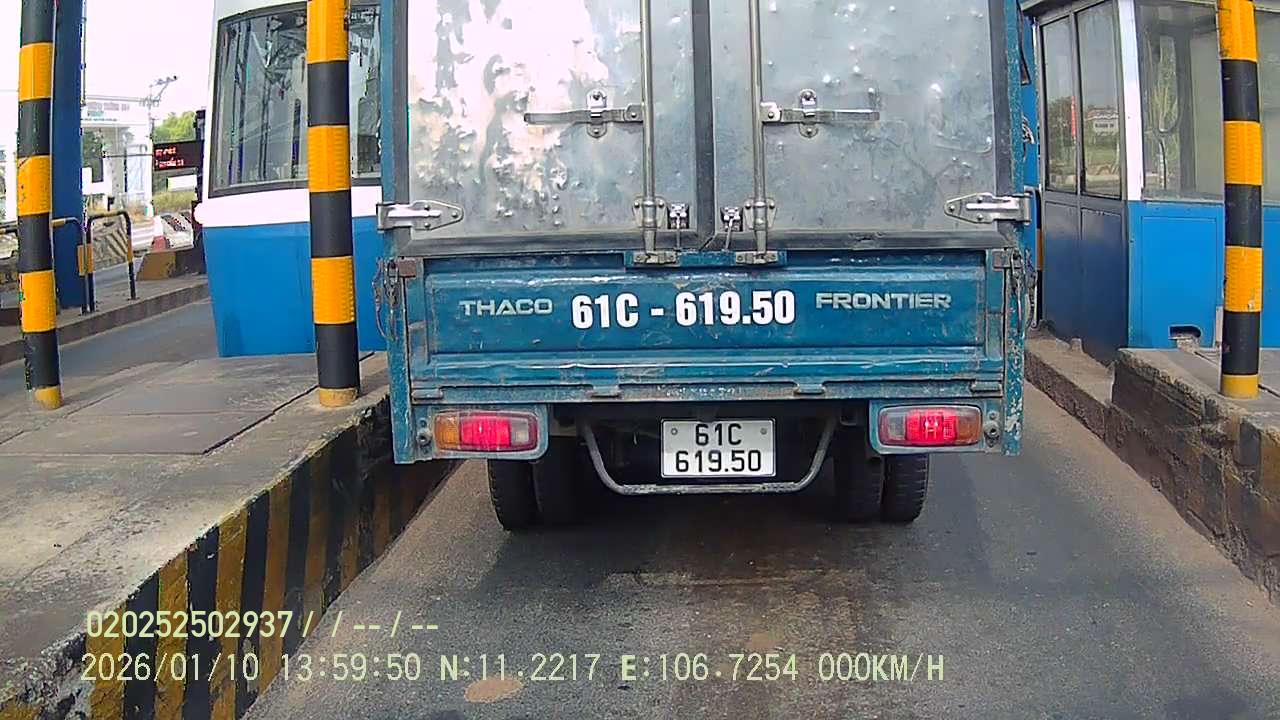 THACO 61C - 619.50 FRONTIER
61C
619.50
020252502937/ / -- / --
2026/01/10 13:59:50 N:11.2217 E:106.7254 000KM/H